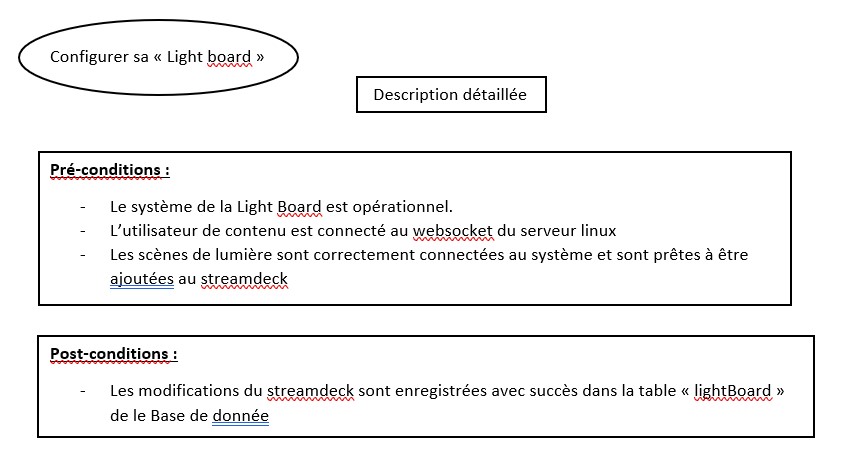 Configurer sa « Light board »
Description détaillée
Pré-conditions :
- Le système de la Light Board est opérationnel.
- L’utilisateur de contenu est connecté au websocket du serveur linux
- Les scènes de lumière sont correctement connectées au système et sont prêtes à être
ajoutées au streamdeck
Post-conditions :
- Les modifications du streamdeck sont enregistrées avec succès dans la table « lightBoard »
de le Base de donnée